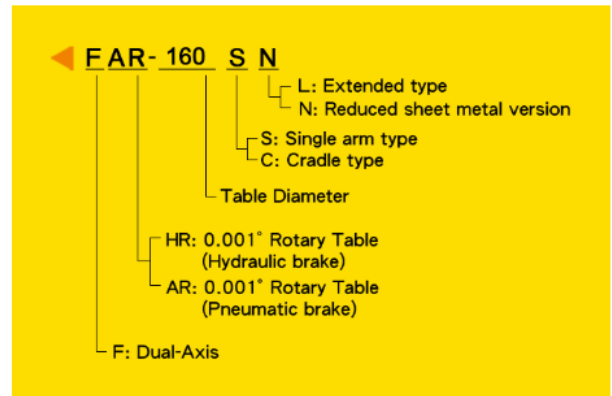 FAR-160 S N
L: Extended type
N: Reduced sheet metal version
S: Single arm type
C: Cradle type
Table Diameter
HR: 0.001° Rotary Table
(Hydraulic brake)
AR: 0.001° Rotary Table
(Pneumatic brake)
F: Dual-Axis